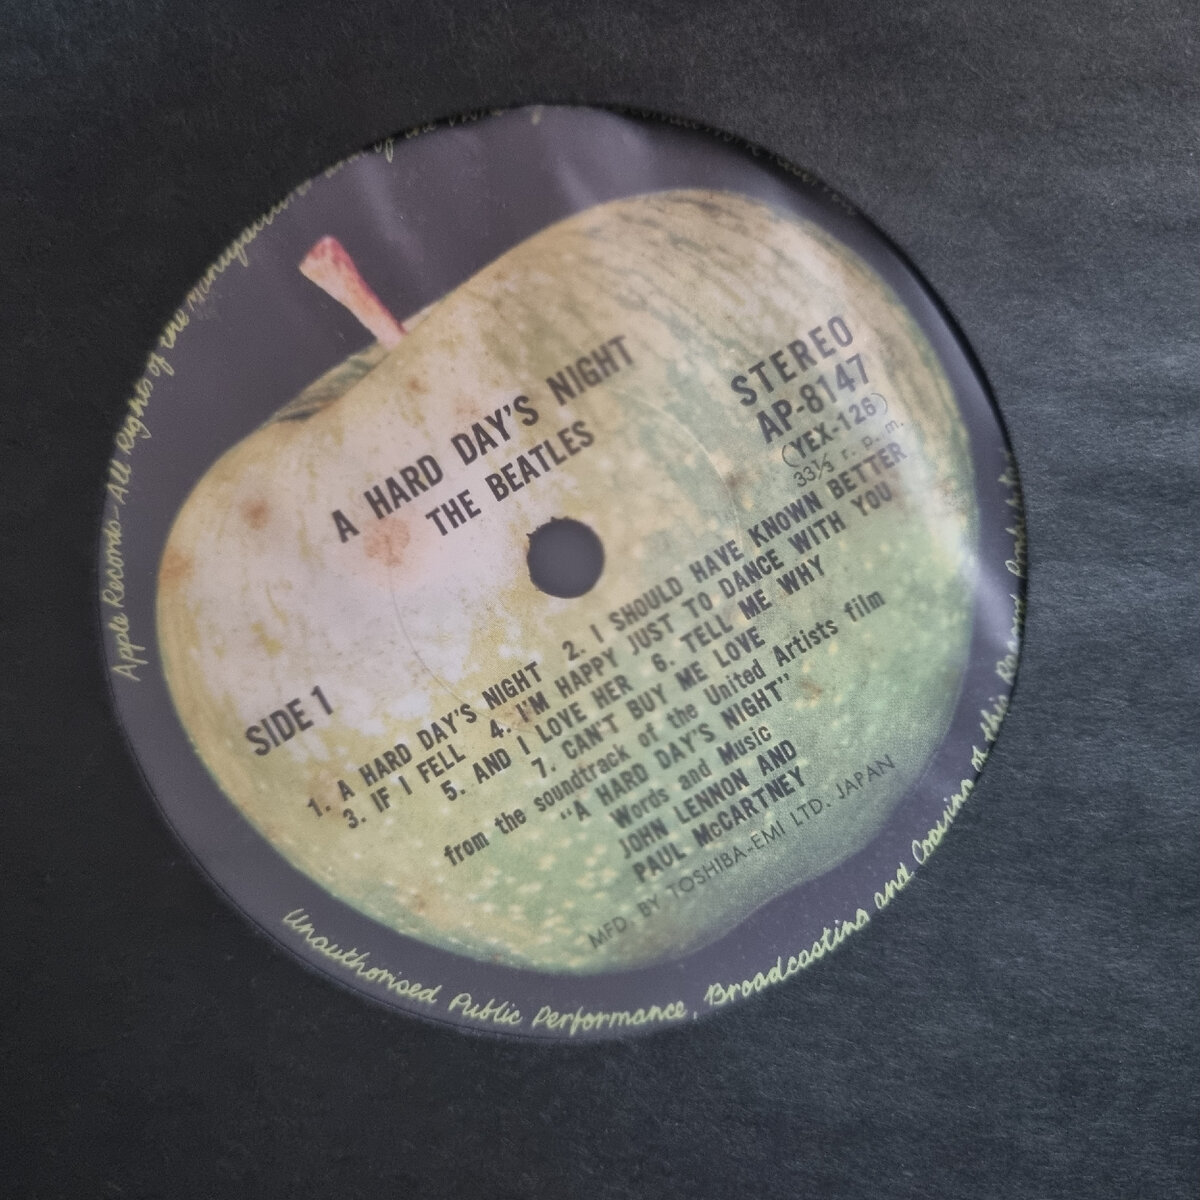 A HARD DAY'S NIGHT
THE BEATLES
STEREO
AP-8147
(YEX-126)
33⅓ r. p. m.
SIDE 1
1. A HARD DAY'S NIGHT 2. I SHOULD HAVE KNOWN BETTER
3. IF I FELL 4. I'M HAPPY JUST TO DANCE WITH YOU
5. AND I LOVE HER 6. TELL ME WHY
7. CAN'T BUY ME LOVE
from the soundtrack of the United Artists film
"A HARD DAY'S NIGHT"
Words and Music
JOHN LENNON AND
PAUL McCARTNEY
MFD. BY TOSHIBA-EMI LTD. JAPAN
Apple Records-All Rights of the Manufacturer and of the
Unauthorised Public Performance, Broadcasting and Copying of this Record